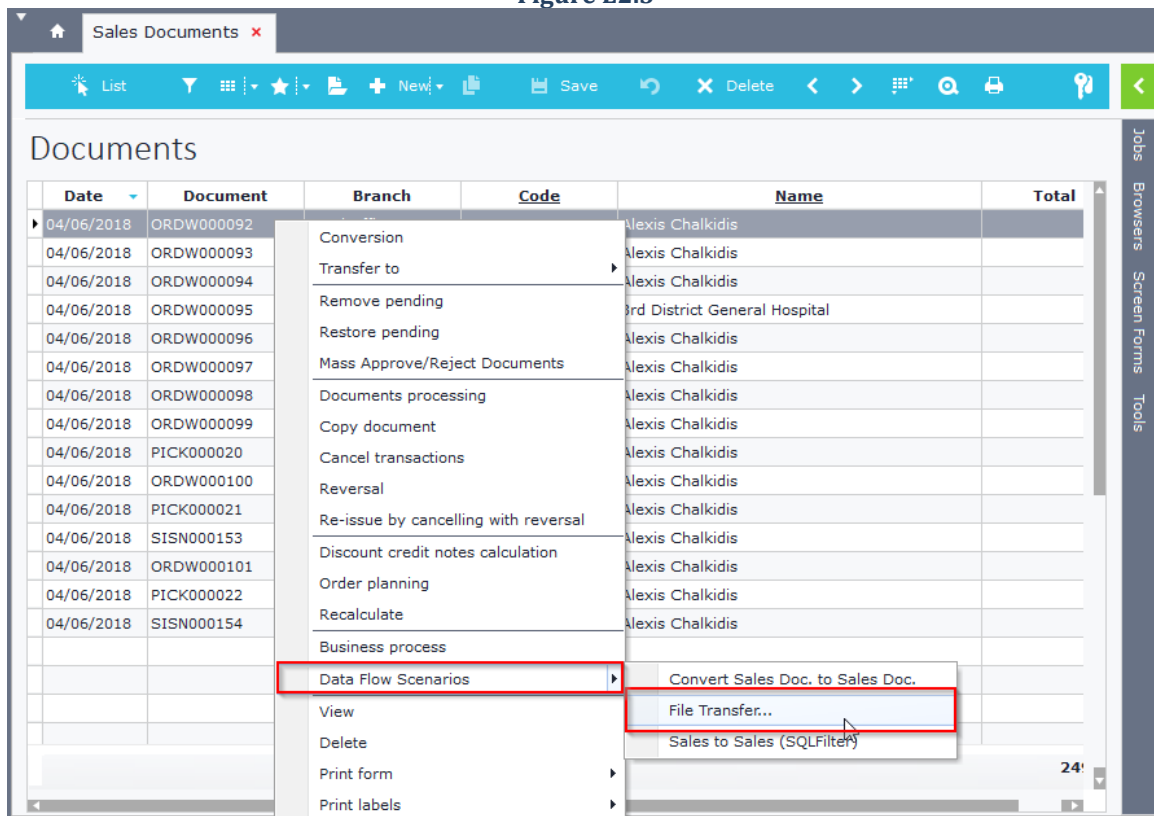 Sales Documents ×
List New Save Delete
Documents
Date Document Branch Code Name Total
04/06/2018 ORDW000092 Alexis Chalkidis
04/06/2018 ORDW000093 Alexis Chalkidis
04/06/2018 ORDW000094 Alexis Chalkidis
04/06/2018 ORDW000095 3rd District General Hospital
04/06/2018 ORDW000096 Alexis Chalkidis
04/06/2018 ORDW000097 Alexis Chalkidis
04/06/2018 ORDW000098 Alexis Chalkidis
04/06/2018 ORDW000099 Alexis Chalkidis
04/06/2018 PICK000020 Alexis Chalkidis
04/06/2018 ORDW000100 Alexis Chalkidis
04/06/2018 PICK000021 Alexis Chalkidis
04/06/2018 SISN000153 Alexis Chalkidis
04/06/2018 ORDW000101 Alexis Chalkidis
04/06/2018 PICK000022 Alexis Chalkidis
04/06/2018 SISN000154 Alexis Chalkidis
24
Conversion
Transfer to
Remove pending
Restore pending
Mass Approve/Reject Documents
Documents processing
Copy document
Cancel transactions
Reversal
Re-issue by cancelling with reversal
Discount credit notes calculation
Order planning
Recalculate
Business process
Data Flow Scenarios
View
Delete
Print form
Print labels
Convert Sales Doc. to Sales Doc.
File Transfer...
Sales to Sales (SQLFilter)
Jobs
Browsers
Screen Forms
Tools